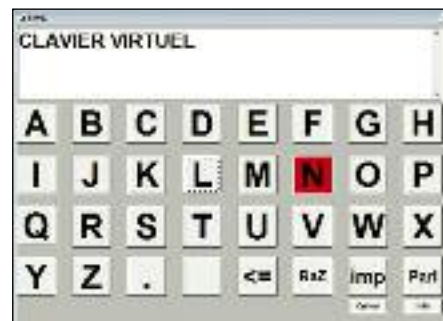 CLAVIER VIRTUEL
A B C D E F G H
I J K L M N O P
Q R S T U V W X
Y Z . <= RaZ imp Parl